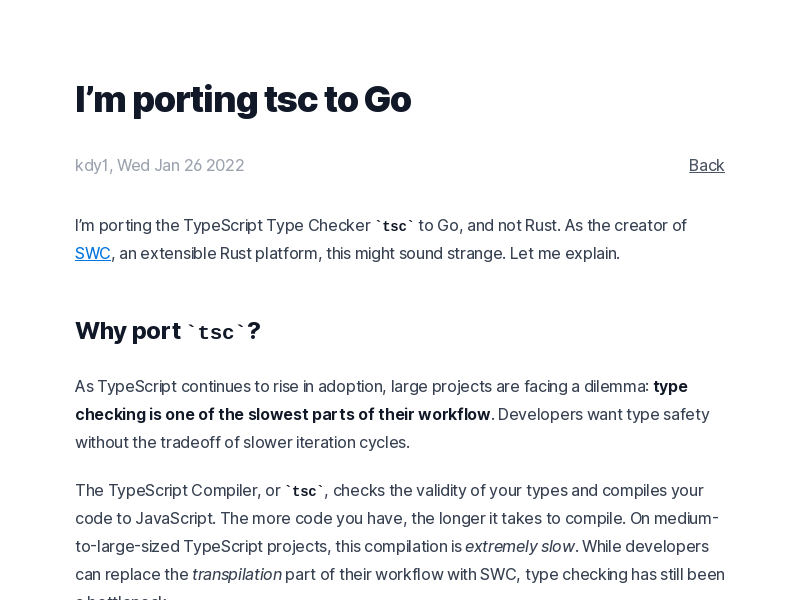 I’m porting tsc to Go
kdy1, Wed Jan 26 2022
Back
I’m porting the TypeScript Type Checker `tsc` to Go, and not Rust. As the creator of
SWC, an extensible Rust platform, this might sound strange. Let me explain.
Why port `tsc`?
As TypeScript continues to rise in adoption, large projects are facing a dilemma: type
checking is one of the slowest parts of their workflow. Developers want type safety
without the tradeoff of slower iteration cycles.
The TypeScript Compiler, or `tsc`, checks the validity of your types and compiles your
code to JavaScript. The more code you have, the longer it takes to compile. On medium-
to-large-sized TypeScript projects, this compilation is extremely slow. While developers
can replace the transpilation part of their workflow with SWC, type checking has still been